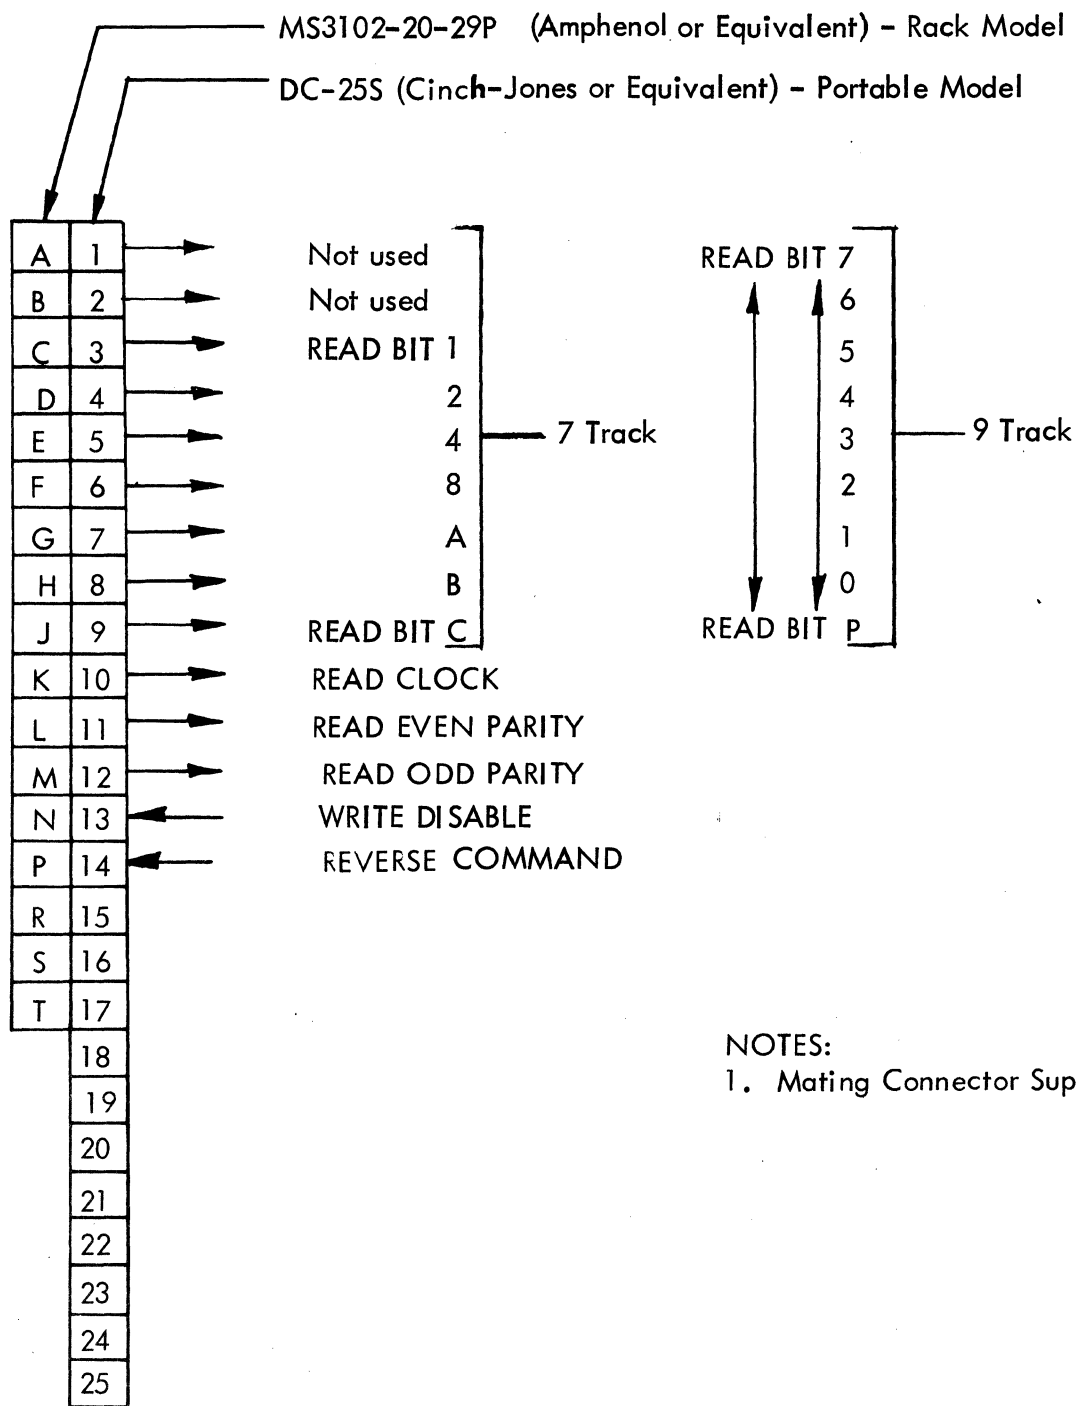 MS3102-20-29P (Amphenol or Equivalent) - Rack Model
DC-25S (Cinch-Jones or Equivalent) - Portable Model
A 1 Not used READ BIT 7
B 2 Not used 6
C 3 READ BIT 1 5
D 4 2 4
E 5 4 7 Track 3 9 Track
F 6 8 2
G 7 A 1
H 8 B 0
J 9 READ BIT C READ BIT P
K 10 READ CLOCK
L 11 READ EVEN PARITY
M 12 READ ODD PARITY
N 13 WRITE DISABLE
P 14 REVERSE COMMAND
R 15
S 16
T 17
18
19
20
21
22
23
24
25
NOTES:
1. Mating Connector Sup